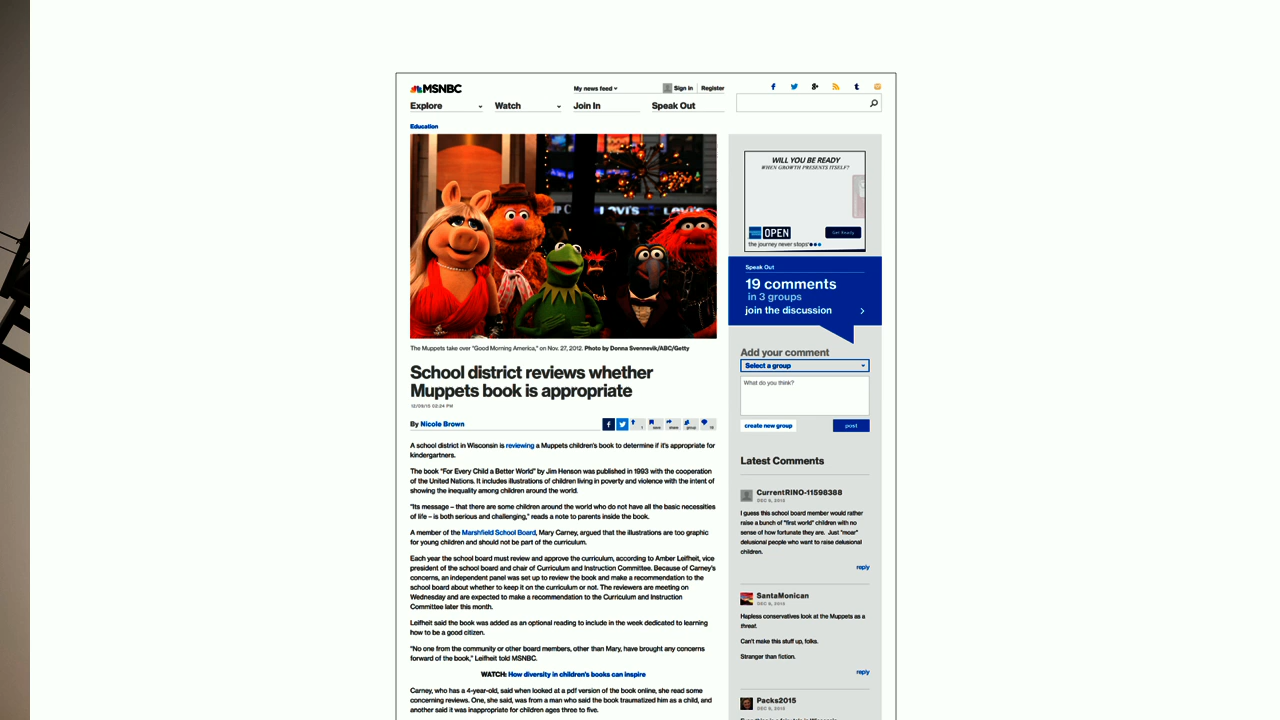 MSNBC
My news feed
Sign in
Register
Explore
Watch
Join In
Speak Out
Education
WILL YOU BE READY
WHEN GROWTH PRESENTS ITSELF?
OPEN
Get Ready
the journey never stops
The Muppets take over "Good Morning America," on Nov. 27, 2012. Photo by Donna Svennevik/ABC/Getty
School district reviews whether
Muppets book is appropriate
By Nicole Brown
A school district in Wisconsin is reviewing a Muppets children's book to determine if it's appropriate for
kindergartners.
The book "For Every Child a Better World" by Jim Henson was published in 1993 with the cooperation
of the United Nations. It includes illustrations of children living in poverty and violence with the intent of
showing the inequality among children around the world.
"Its message – that there are some children around the world who do not have all the basic necessities
of life – is both serious and challenging," reads a note to parents inside the book.
A member of the Marshfield School Board, Mary Carney, argued that the illustrations are too graphic
for young children and should not be part of the curriculum.
Each year the school board must review and approve the curriculum, according to Amber Leifheit, vice
president of the school board and chair of Curriculum and Instruction Committee. Because of Carney's
concerns, an independent panel was set up to review the book and make a recommendation to the
school board about whether to keep it on the curriculum or not. The reviewers are meeting on
Wednesday and are expected to make a recommendation to the Curriculum and Instruction
Committee later this month.
Leifheit said the book was added as an optional reading to include in the week dedicated to learning
how to be a good citizen.
"No one from the community or other board members, other than Mary, have brought any concerns
forward of the book," Leifheit told MSNBC.
WATCH: How diversity in children's books can inspire
Carney, who has a 4-year-old, said when looked at a pdf version of the book online, she read some
concerning reviews. One, she said, was from a man who said the book traumatized him as a child, and
another said it was inappropriate for children ages three to five.
Speak Out
19 comments
in 3 groups
join the discussion
Add your comment
Select a group
What do you think?
create new group
post
Latest Comments
CurrentRINO-11598388
I guess this school board member would rather
raise a bunch of "first world" children with no
sense of how fortunate they are. Just "moar"
delusional people who want to raise delusional
children.
reply
SantaMonican
Hapless conservatives look at the Muppets as a
threat.
Can't make this stuff up, folks.
Stranger than fiction.
reply
Packs2015